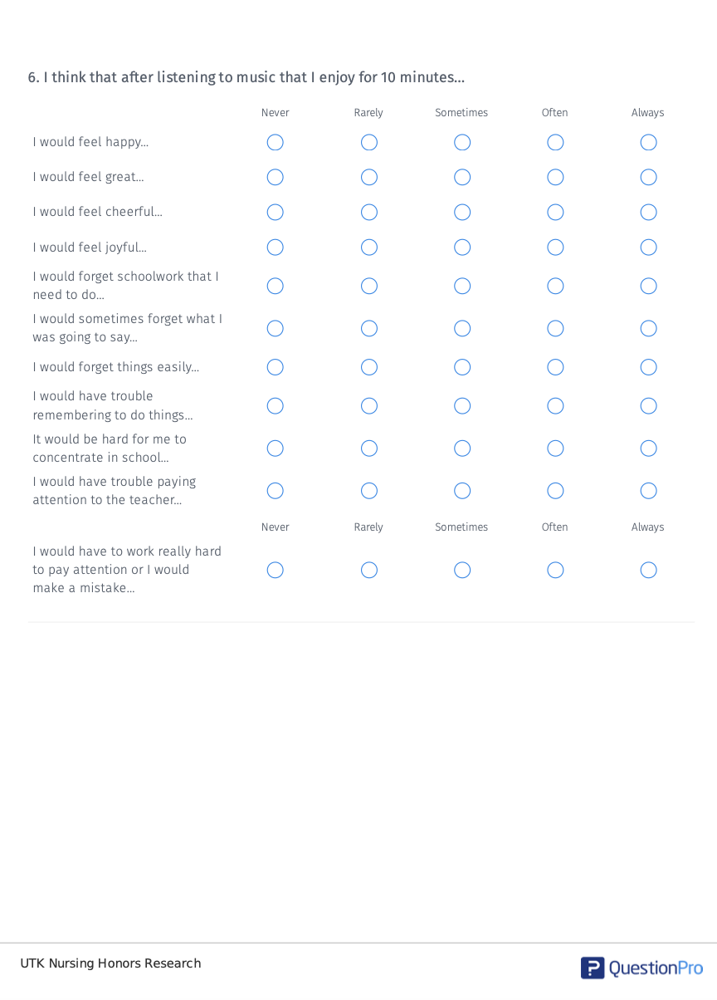 6. I think that after listening to music that I enjoy for 10 minutes...
Never Rarely Sometimes Often Always
I would feel happy...
I would feel great...
I would feel cheerful...
I would feel joyful...
I would forget schoolwork that I
need to do...
I would sometimes forget what I
was going to say...
I would forget things easily...
I would have trouble
remembering to do things...
It would be hard for me to
concentrate in school...
I would have trouble paying
attention to the teacher...
Never Rarely Sometimes Often Always
I would have to work really hard
to pay attention or I would
make a mistake...
UTK Nursing Honors Research
QuestionPro